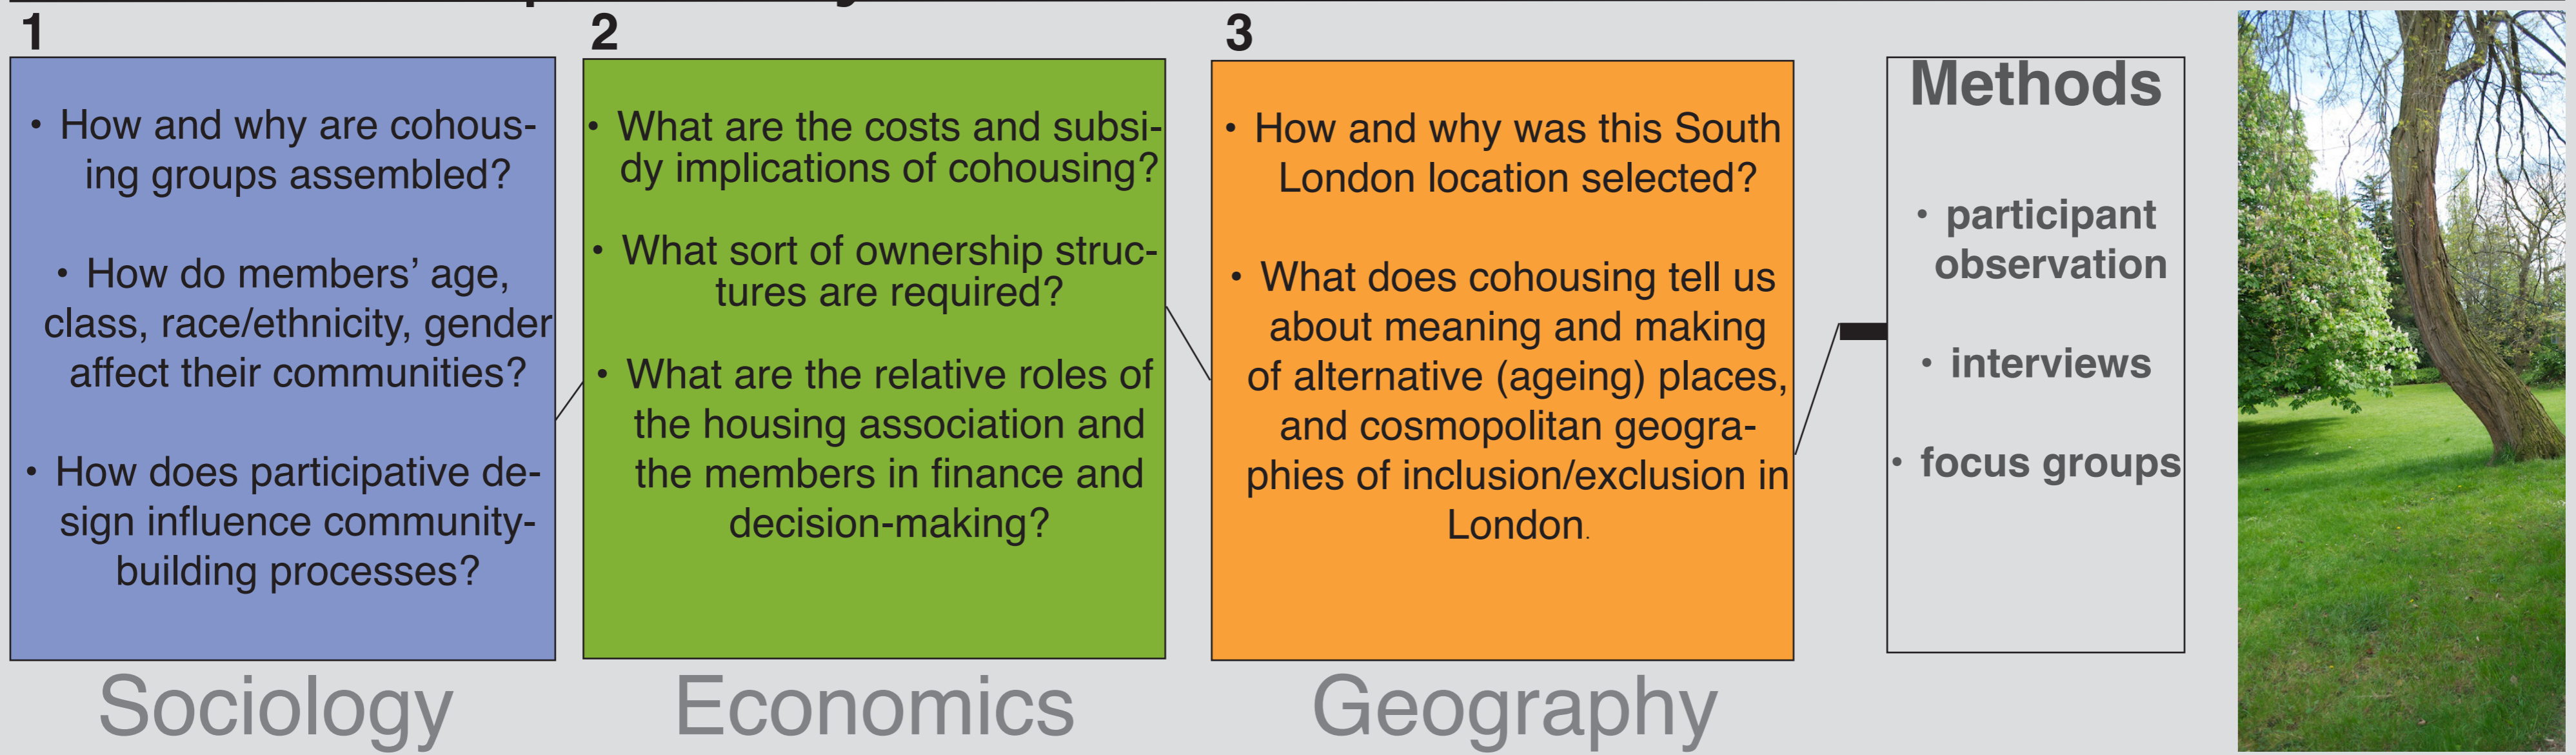 1
• How and why are cohous-
ing groups assembled?
• How do members’ age,
class, race/ethnicity, gender
affect their communities?
• How does participative de-
sign influence community-
building processes?
Sociology
2
• What are the costs and subsi-
dy implications of cohousing?
• What sort of ownership struc-
tures are required?
• What are the relative roles of
the housing association and
the members in finance and
decision-making?
Economics
3
• How and why was this South
London location selected?
• What does cohousing tell us
about meaning and making
of alternative (ageing) places,
and cosmopolitan geogra-
phies of inclusion/exclusion in
London.
Geography
Methods
• participant
observation
• interviews
• focus groups